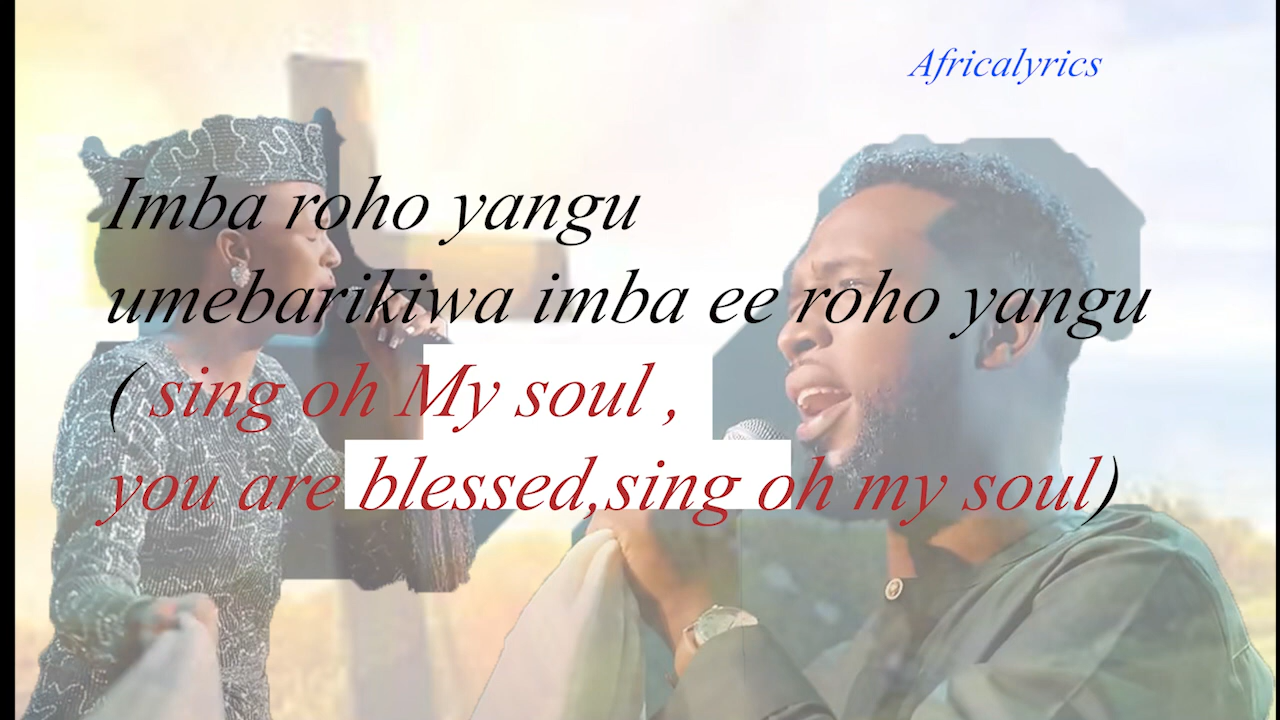 Africalyrics
Imba roho yangu
umebarikiwa imba ee roho yangu
( sing oh My soul ,
you are blessed,sing oh my soul)